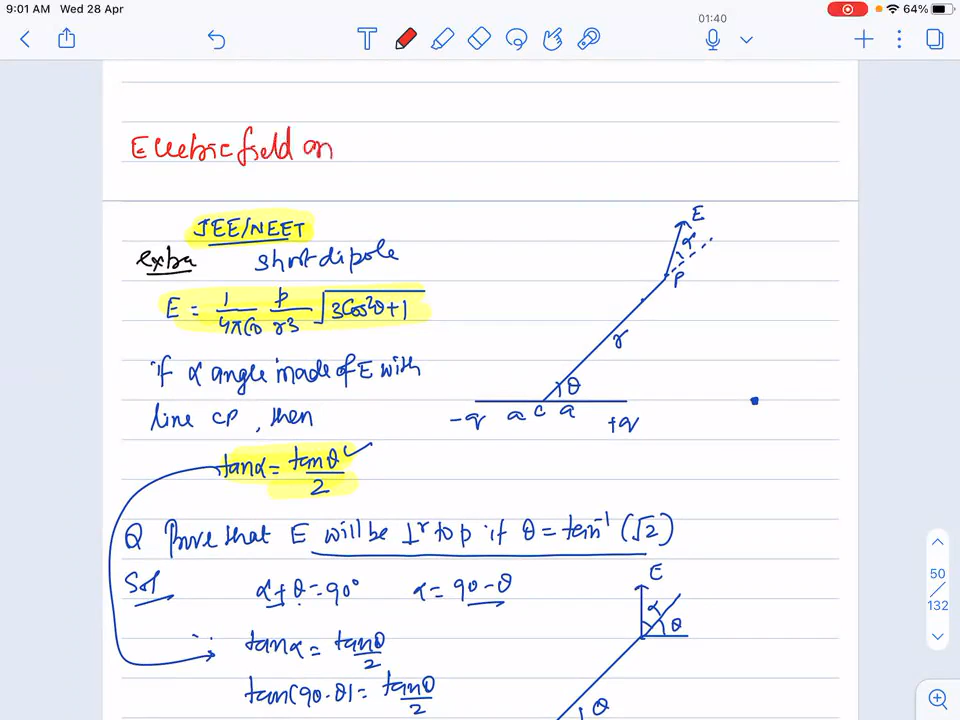 9:01 AM Wed 28 Apr
64%
01:40
Electric field on
JEE/NEET
extra short dipole
E = 1/4πε0 p/r3 √3Cos²θ+1
if α angle made of E with
line CP, then
tanα = tanθ/2
E
α
P
r
θ
-q a c a +q
Q Prove that E will be ⊥r to p if θ = tan⁻¹ (√2)
Sol α + θ = 90° α = 90-θ
∵ tanα = tanθ/2
tan(90-θ) = tanθ/2
E
α
θ
θ
50
/
132